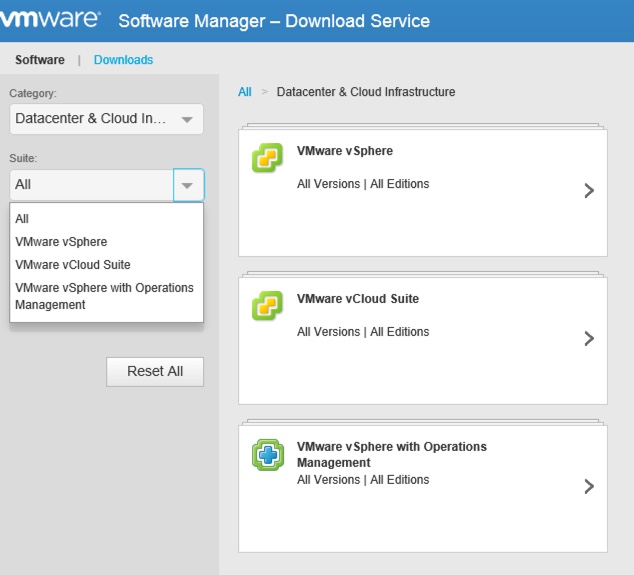 vmware® Software Manager – Download Service
Software | Downloads
Category:
Datacenter & Cloud In...
Suite:
All
All
VMware vSphere
VMware vCloud Suite
VMware vSphere with Operations
Management
Reset All
All > Datacenter & Cloud Infrastructure
VMware vSphere
All Versions | All Editions
VMware vCloud Suite
All Versions | All Editions
VMware vSphere with Operations
Management
All Versions | All Editions